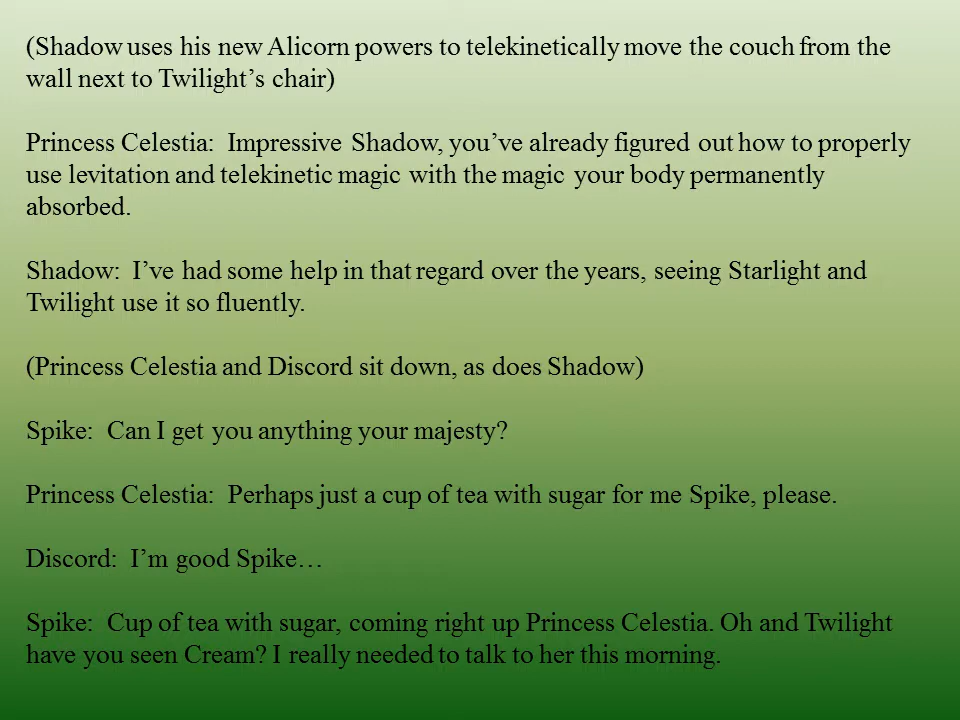 (Shadow uses his new Alicorn powers to telekinetically move the couch from the
wall next to Twilight’s chair)
Princess Celestia:  Impressive Shadow, you’ve already figured out how to properly
use levitation and telekinetic magic with the magic your body permanently
absorbed.
Shadow:  I’ve had some help in that regard over the years, seeing Starlight and
Twilight use it so fluently.
(Princess Celestia and Discord sit down, as does Shadow)
Spike:  Can I get you anything your majesty?
Princess Celestia:  Perhaps just a cup of tea with sugar for me Spike, please.
Discord:  I’m good Spike…
Spike:  Cup of tea with sugar, coming right up Princess Celestia. Oh and Twilight
have you seen Cream? I really needed to talk to her this morning.